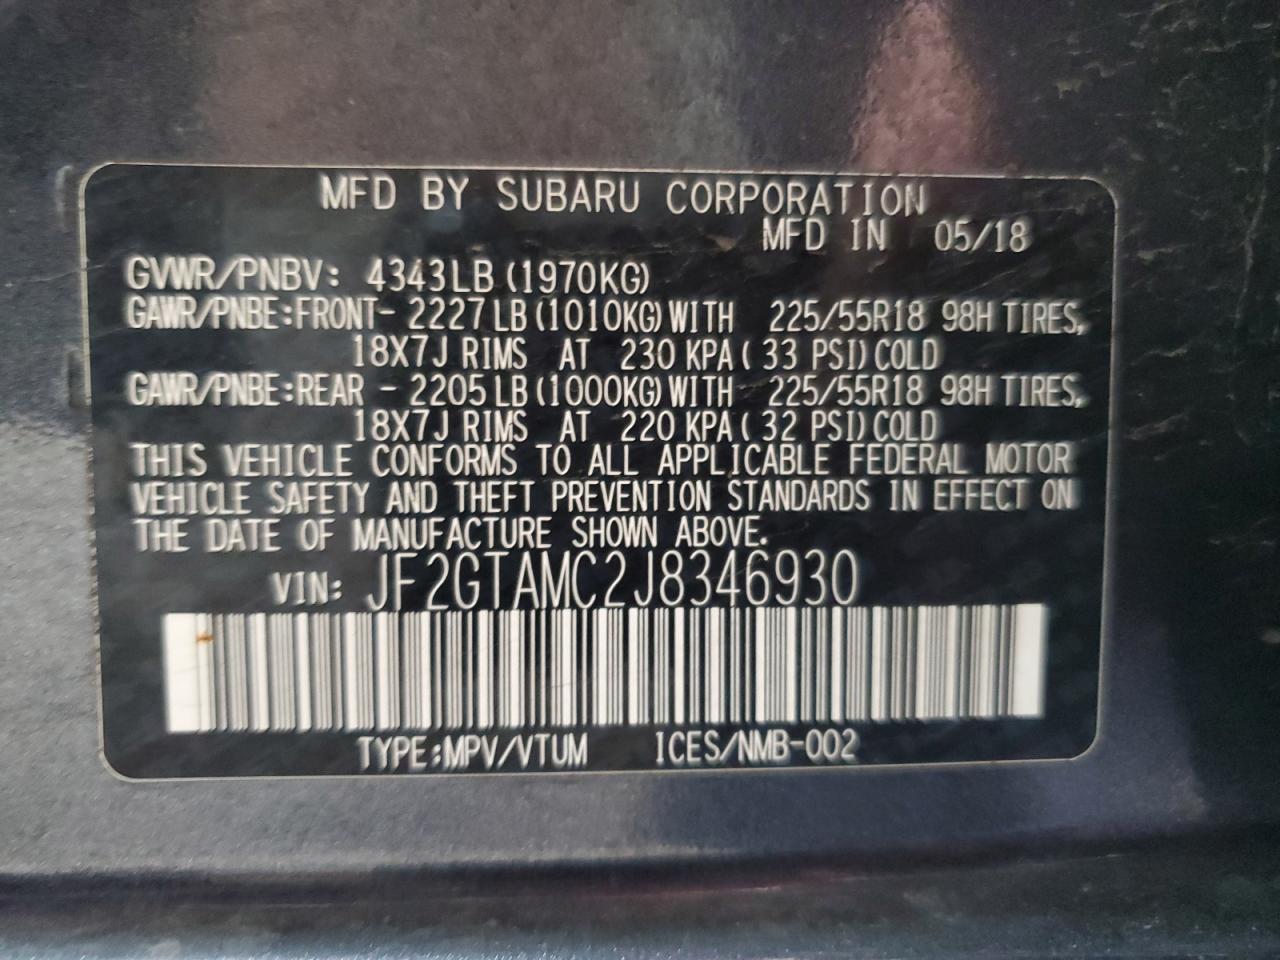 MFD BY SUBARU CORPORATION
MFD IN 05/18
GVWR/PNBV: 4343LB (1970KG)
GAWR/PNBE:FRONT- 2227 LB (1010KG) WITH 225/55R18 98H TIRES,
18X7J RIMS AT 230 KPA ( 33 PSI) COLD
GAWR/PNBE:REAR - 2205 LB (1000KG) WITH 225/55R18 98H TIRES,
18X7J RIMS AT 220 KPA ( 32 PSI) COLD
THIS VEHICLE CONFORMS TO ALL APPLICABLE FEDERAL MOTOR
VEHICLE SAFETY AND THEFT PREVENTION STANDARDS IN EFFECT ON
THE DATE OF MANUFACTURE SHOWN ABOVE.
VIN: JF2GTAMC2J8346930
TYPE:MPV/VTUM ICES/NMB-002